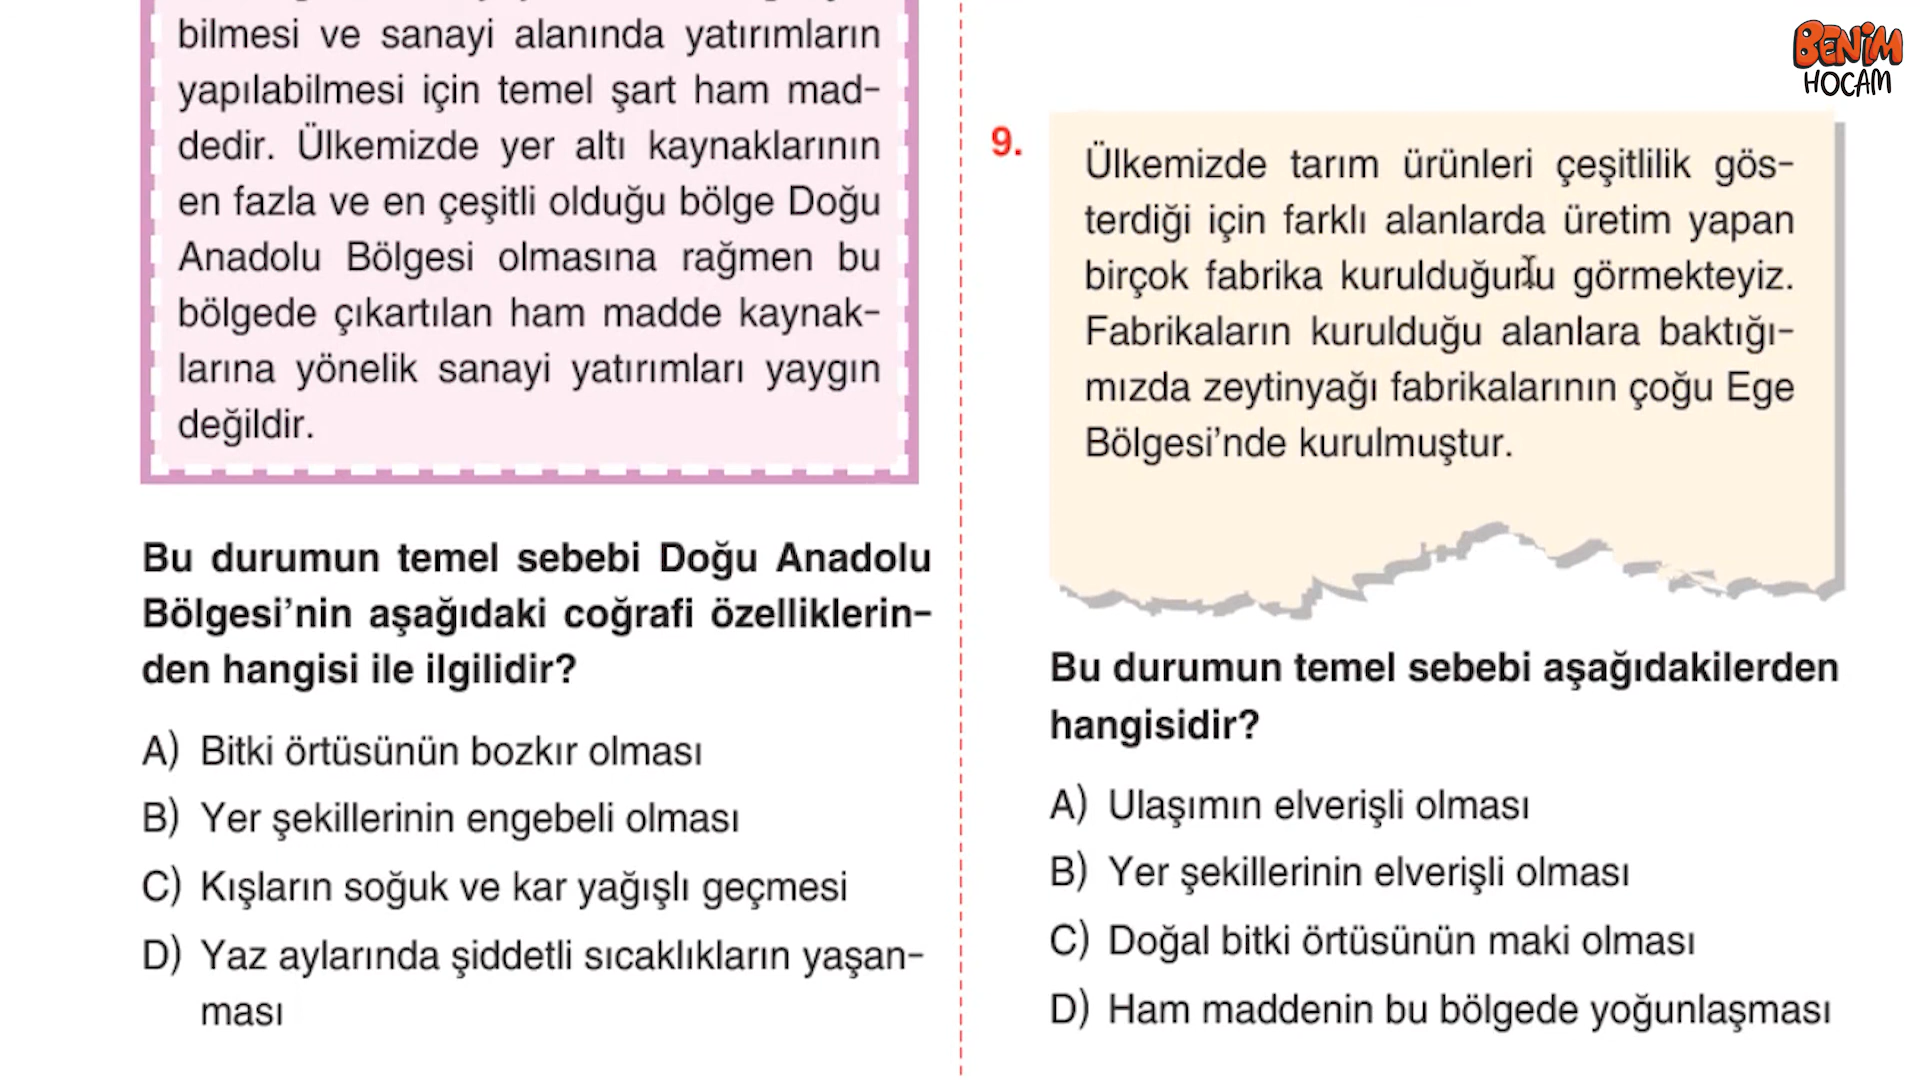 bilmesi ve sanayi alanında yatırımların
yapılabilmesi için temel şart ham mad-
dedir. Ülkemizde yer altı kaynaklarının
en fazla ve en çeşitli olduğu bölge Doğu
Anadolu Bölgesi olmasına rağmen bu
bölgede çıkartılan ham madde kaynak-
larına yönelik sanayi yatırımları yaygın
değildir.
Bu durumun temel sebebi Doğu Anadolu
Bölgesi'nin aşağıdaki coğrafi özelliklerin-
den hangisi ile ilgilidir?
A) Bitki örtüsünün bozkır olması
B) Yer şekillerinin engebeli olması
C) Kışların soğuk ve kar yağışlı geçmesi
D) Yaz aylarında şiddetli sıcaklıkların yaşan-
ması
BENİM
HOCAM
9.
Ülkemizde tarım ürünleri çeşitlilik gös-
terdiği için farklı alanlarda üretim yapan
birçok fabrika kurulduğunu görmekteyiz.
Fabrikaların kurulduğu alanlara baktığı-
mızda zeytinyağı fabrikalarının çoğu Ege
Bölgesi'nde kurulmuştur.
Bu durumun temel sebebi aşağıdakilerden
hangisidir?
A) Ulaşımın elverişli olması
B) Yer şekillerinin elverişli olması
C) Doğal bitki örtüsünün maki olması
D) Ham maddenin bu bölgede yoğunlaşması